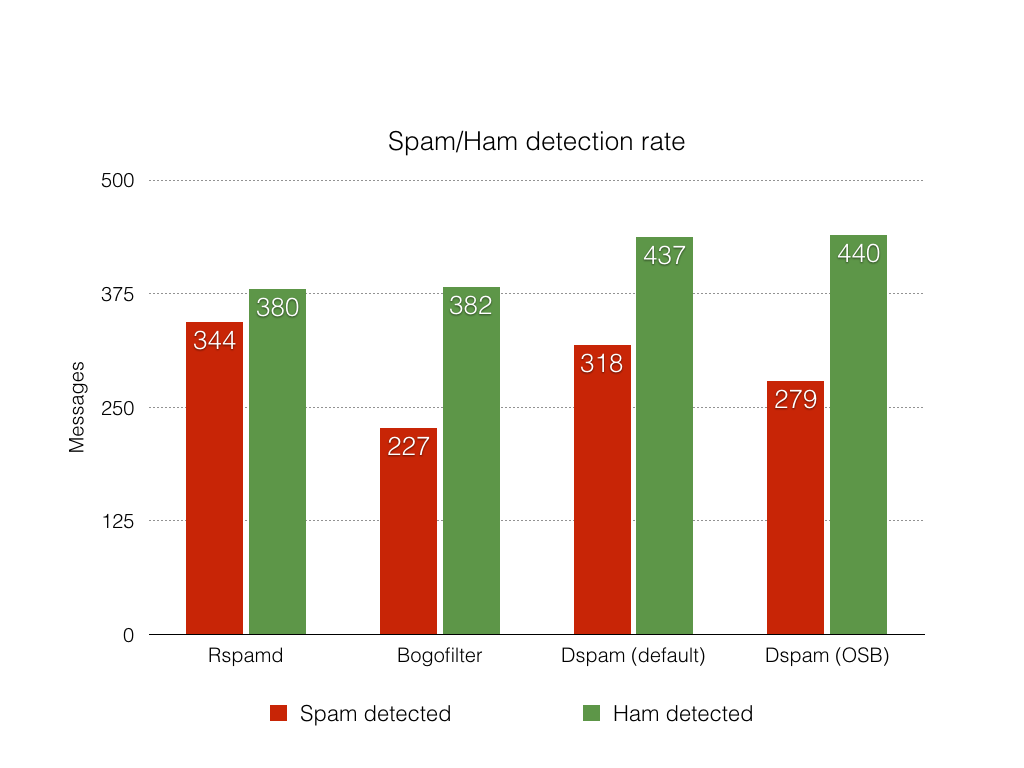 Spam/Ham detection rate
500
375
250
125
0
Messages
344
380
227
382
318
437
279
440
Rspamd
Bogofilter
Dspam (default)
Dspam (OSB)
Spam detected
Ham detected